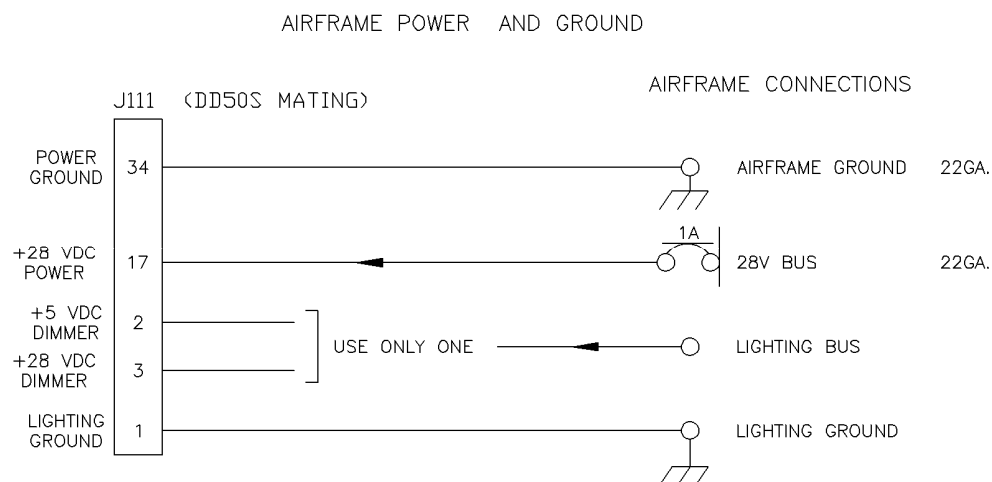 AIRFRAME POWER AND GROUND
AIRFRAME CONNECTIONS
J111 (DD50S MATING)
POWER
GROUND
34
AIRFRAME GROUND 22GA.
1A
+28 VDC
POWER
17
28V BUS 22GA.
+5 VDC
DIMMER
2
USE ONLY ONE
LIGHTING BUS
+28 VDC
DIMMER
3
LIGHTING
GROUND
1
LIGHTING GROUND